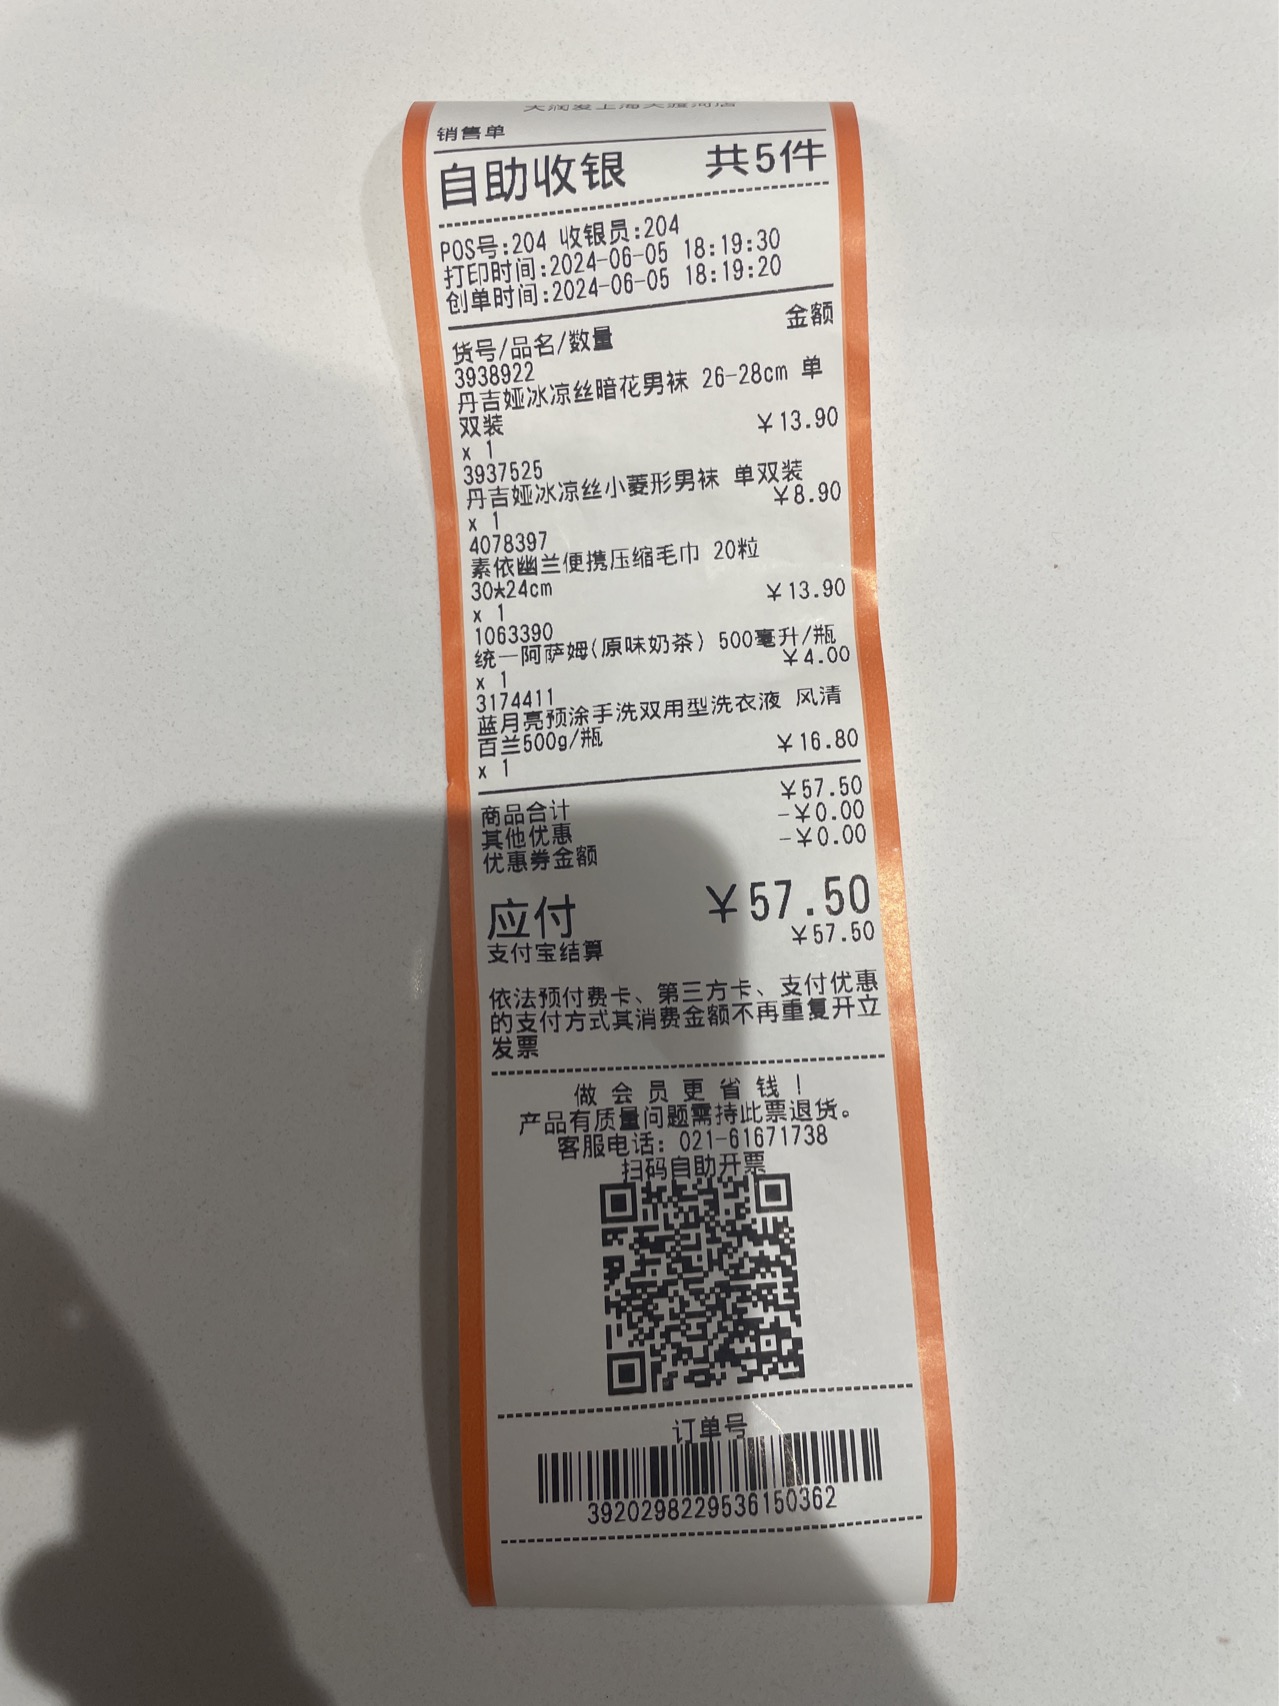 大润发上海大渡河店
销售单
自助收银 共5件
POS号:204 收银员:204
打印时间:2024-06-05 18:19:30
创单时间:2024-06-05 18:19:20
货号/品名/数量 金额
3938922
丹吉娅冰凉丝暗花男袜 26-28cm 单
双装 ￥13.90
x 1
3937525
丹吉娅冰凉丝小菱形男袜 单双装
￥8.90
x 1
4078397
素依幽兰便携压缩毛巾 20粒
30*24cm ￥13.90
x 1
1063390
统一阿萨姆(原味奶茶) 500毫升/瓶
￥4.00
x 1
3174411
蓝月亮预涂手洗双用型洗衣液 风清
百兰500g/瓶 ￥16.80
x 1
商品合计 ￥57.50
其他优惠 -￥0.00
优惠券金额 -￥0.00
应付 ￥57.50
支付宝结算 ￥57.50
依法预付费卡、第三方卡、支付优惠
的支付方式其消费金额不再重复开立
发票
做会员更省钱！
产品有质量问题需持此票退货。
客服电话: 021-61671738
扫码自助开票
订单号
3920298229536150362